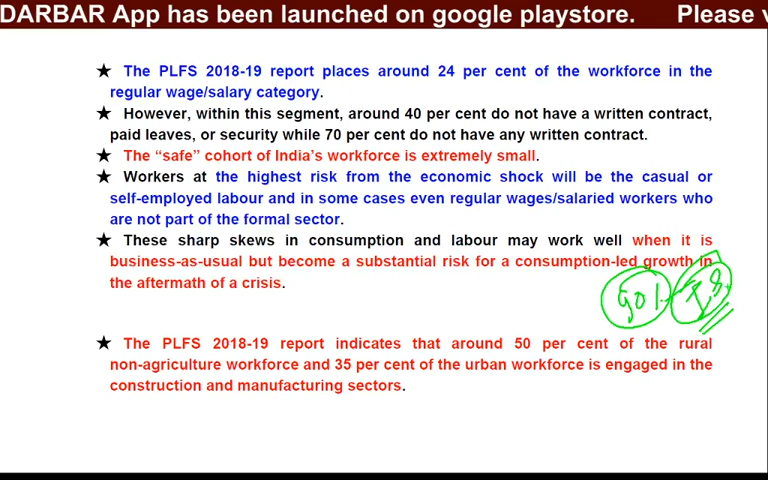 DARBAR App has been launched on google playstore. Please
★ The PLFS 2018-19 report places around 24 per cent of the workforce in the
regular wage/salary category.
★ However, within this segment, around 40 per cent do not have a written contract,
paid leaves, or security while 70 per cent do not have any written contract.
★ The “safe” cohort of India’s workforce is extremely small.
★ Workers at the highest risk from the economic shock will be the casual or
self-employed labour and in some cases even regular wages/salaried workers who
are not part of the formal sector.
★ These sharp skews in consumption and labour may work well when it is
business-as-usual but become a substantial risk for a consumption-led growth in
the aftermath of a crisis.
★ The PLFS 2018-19 report indicates that around 50 per cent of the rural
non-agriculture workforce and 35 per cent of the urban workforce is engaged in the
construction and manufacturing sectors.